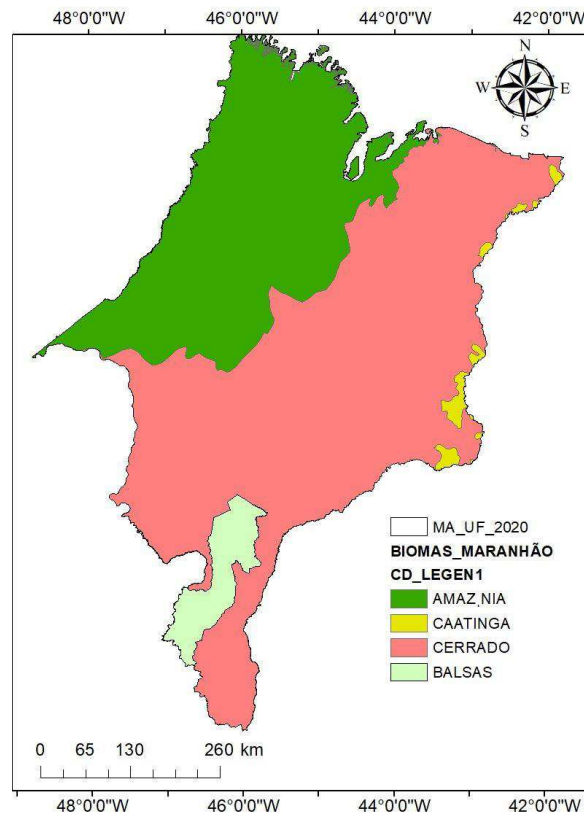 48°0'0"W 46°0'0"W 44°0'0"W 42°0'0"W
N
W E
S
MA_UF_2020
BIOMAS_MARANHÃO
CD_LEGEN1
AMAZ¸NIA
CAATINGA
CERRADO
BALSAS
0 65 130 260 km
48°0'0"W 46°0'0"W 44°0'0"W 42°0'0"W